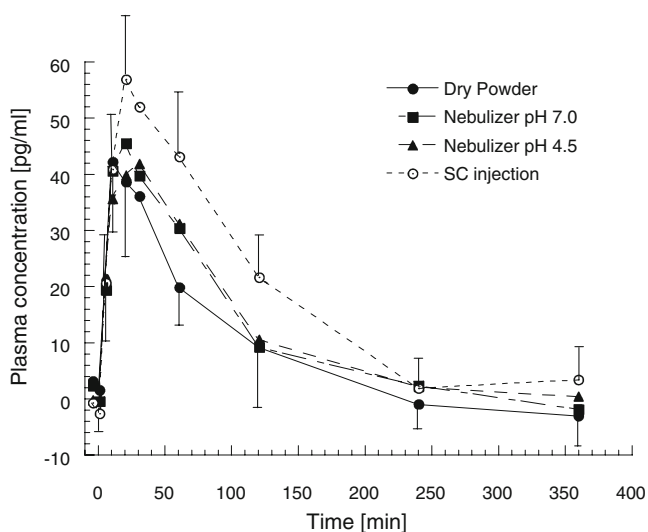 Plasma concentration [pg/ml]
60
50
40
30
20
10
0
-10
Dry Powder
Nebulizer pH 7.0
Nebulizer pH 4.5
SC injection
0 50 100 150 200 250 300 350 400
Time [min]